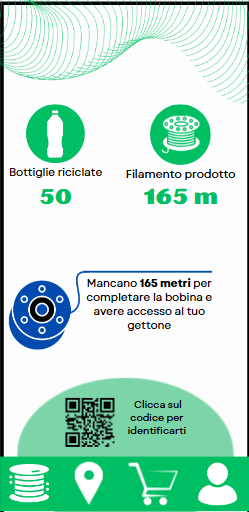 Bottiglie riciclate
50
Filamento prodotto
165 m
Mancano 165 metri per
completare la bobina e
avere accesso al tuo
gettone
Clicca sul
codice per
identificarti